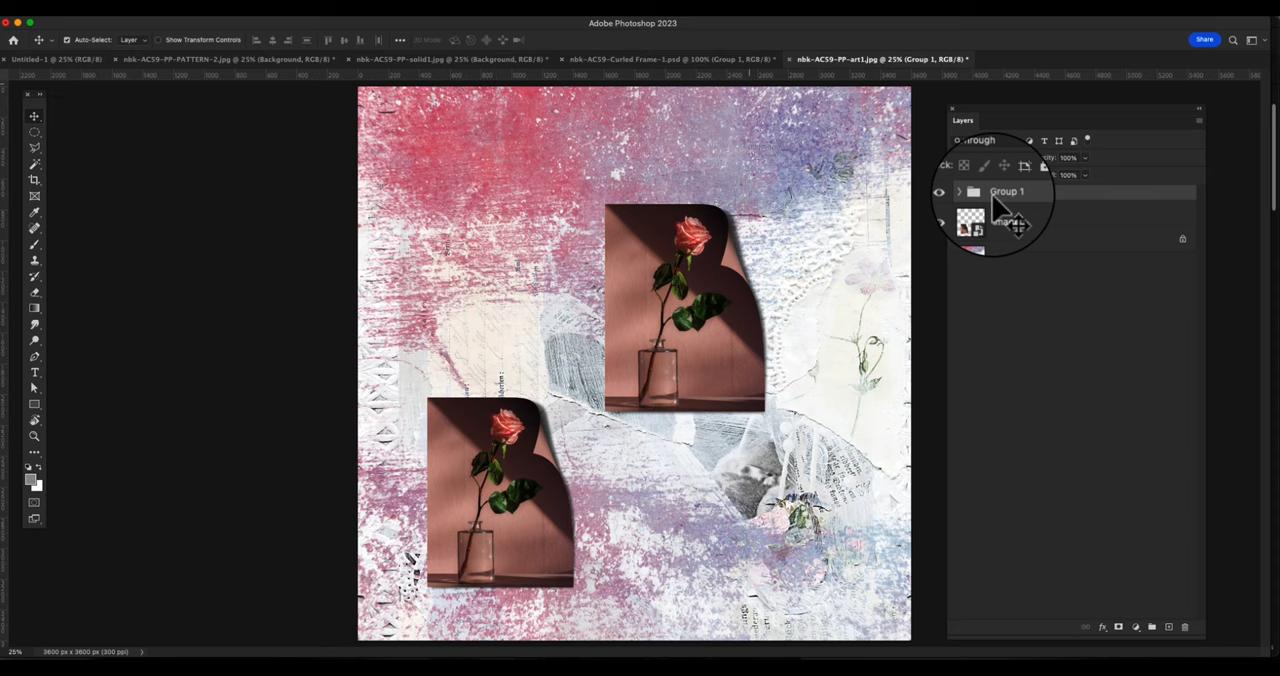 Adobe Photoshop 2023
Auto-Select: Layer Show Transform Controls 3D Mode: Share
Untitled-1 @ 25% (RGB/8) nbk-AC59-PP-PATTERN-2.jpg @ 25% (Background, RGB/8) * nbk-AC59-PP-solid1.jpg @ 25% (Background, RGB/8) * nbk-AC59-Curled Frame-1.psd @ 100% (Group 1, RGB/8) * nbk-AC59-PP-art1.jpg @ 25% (Group 1, RGB/8) *
Layers
hrough
100%
100%
Group 1
25% 3600 px x 3600 px (300 ppi)